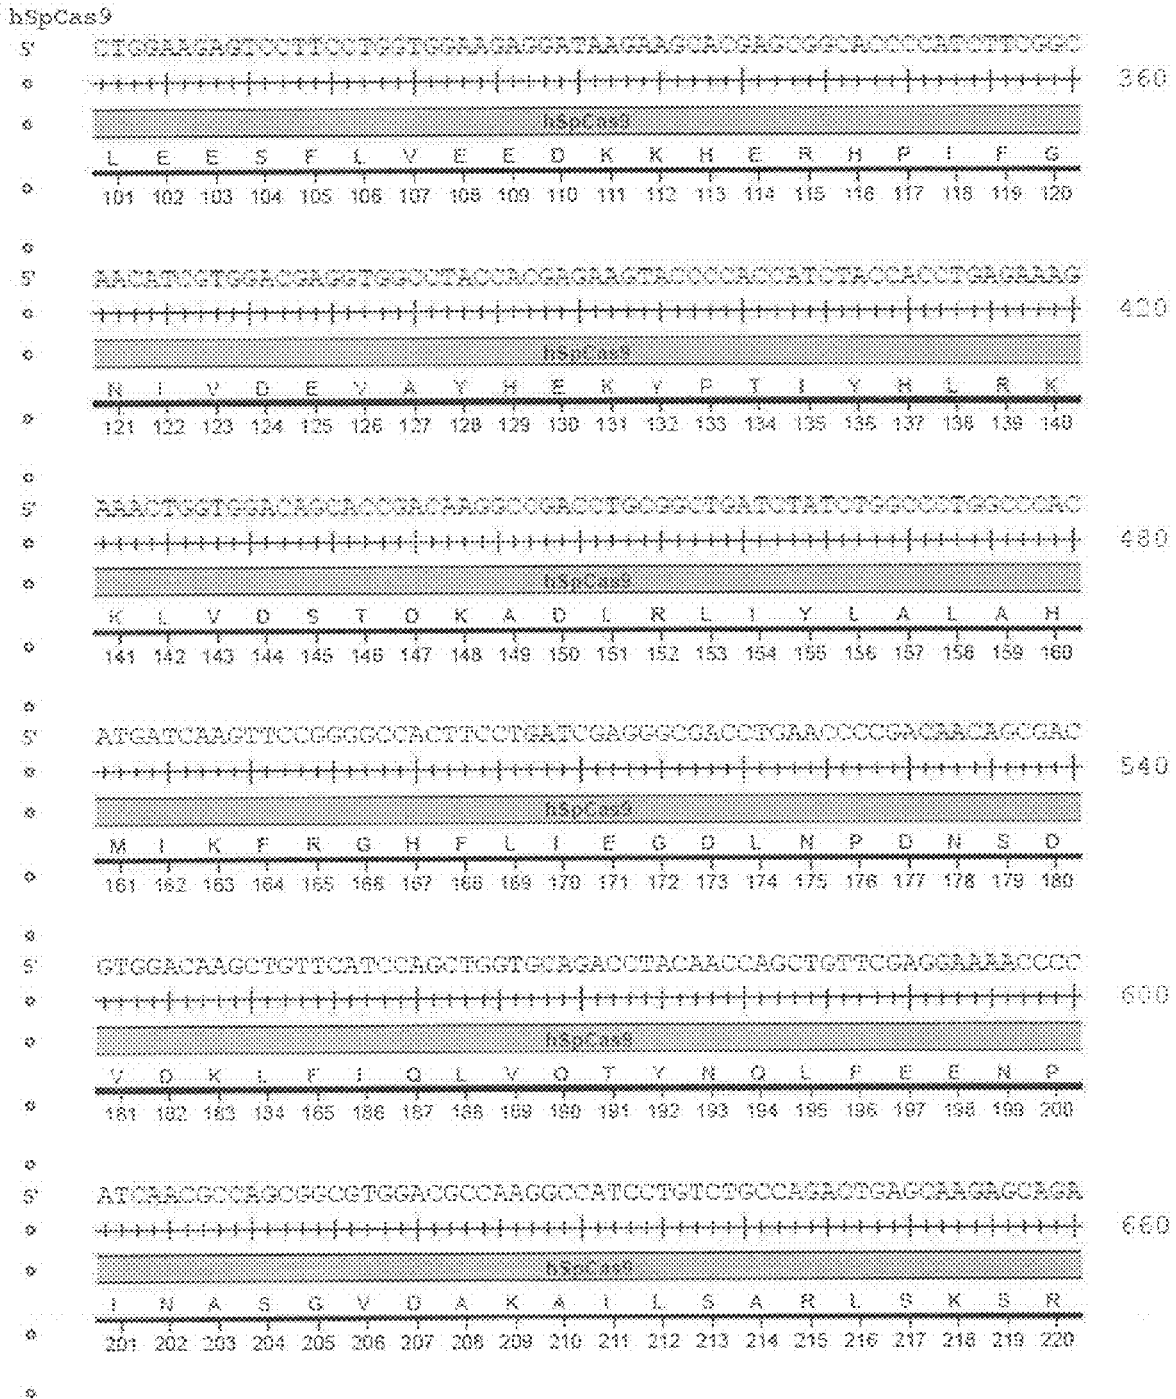 hSpCas9
5' CTGGAAGAGTCCTTCCTGGTGGAAGAGGATAAGAAGCACGAGCGGCACCCCATCTTCGGC
360
hSpCas9
L E E S F L V E E D K K H E R H P I F G
101 102 103 104 105 106 107 108 109 110 111 112 113 114 115 116 117 118 119 120
5' AACATCGTGGACGAGGTGGCCTACCACGAGAAGTACCCCACCATCTACCACCTGAGAAAG
420
hSpCas9
N I V D E V A Y H E K Y P T I Y H L R K
121 122 123 124 125 126 127 128 129 130 131 132 133 134 135 136 137 138 139 140
5' AAACTGGTGGACAGCACCGACAAGGCCGACCTGCGGCTGATCTATCTGGCCCTGGCCCAC
480
hSpCas9
K L V D S T D K A D L R L I Y L A L A H
141 142 143 144 145 146 147 148 149 150 151 152 153 154 155 156 157 158 159 160
5' ATGATCAAGTTCCGGGGCCACTTCCTGATCGAGGGCGACCTGAACCCCGACAACAGCGAC
540
hSpCas9
M I K F R G H F L I E G D L N P D N S D
161 162 163 164 165 166 167 168 169 170 171 172 173 174 175 176 177 178 179 180
5' GTGGACAAGCTGTTCATCCAGCTGGTGCAGACCTACAACCAGCTGTTCGAGGAAAACCCC
600
hSpCas9
V D K L F I Q L V Q T Y N Q L F E E N P
181 182 183 184 185 186 187 188 189 190 191 192 193 194 195 196 197 198 199 200
5' ATCAACGCCAGCGGCGTGGACGCCAAGGCCATCCTGTCTGCCAGACTGAGCAAGAGCAGA
660
hSpCas9
I N A S G V D A K A I L S A R L S K S R
201 202 203 204 205 206 207 208 209 210 211 212 213 214 215 216 217 218 219 220